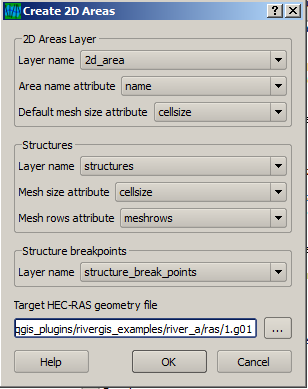 Create 2D Areas
2D Areas Layer
Layer name 2d_area
Area name attribute name
Default mesh size attribute cellsize
Structures
Layer name structures
Mesh size attribute cellsize
Mesh rows attribute meshrows
Structure breakpoints
Layer name structure_break_points
Target HEC-RAS geometry file
qgis_plugins/rivergis_examples/river_a/ras/1.g01 ...
Help OK Cancel